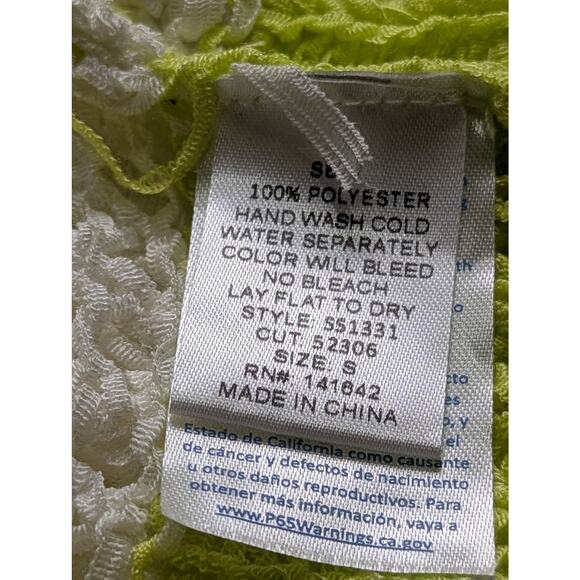 100% POLYESTER
HAND WASH COLD
WATER SEPARATELY
COLOR WILL BLEED
NO BLEACH
LAY FLAT TO DRY
STYLE: 551331
CUT: 52306
SIZE: S
RN# 141642
MADE IN CHINA
Estado de California como causante
de cáncer y defectos de nacimiento
u otros daños reproductivos. Para
obtener más información, vaya a
www.P65Warnings.ca.gov